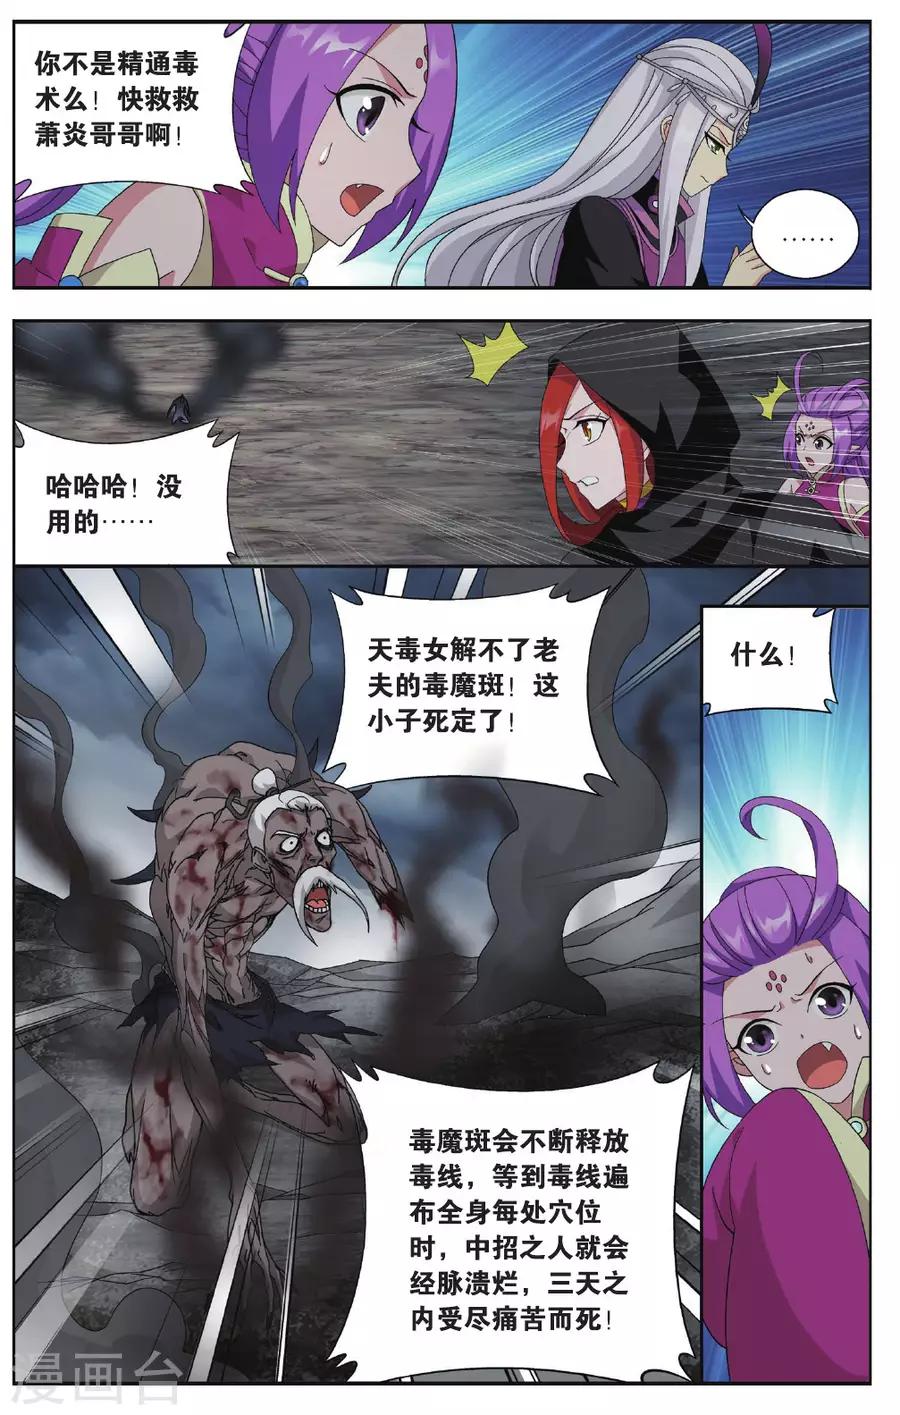 你不是精通毒
术么！快救救
萧炎哥哥啊！
……
哈哈哈！没
用的……
天毒女解不了老
夫的毒魔斑！这
小子死定了！
什么！
毒魔斑会不断释放
毒线，等到毒线遍
布全身每处穴位
时，中招之人就会
经脉溃烂，三天之
内受尽痛苦而死！
漫画台